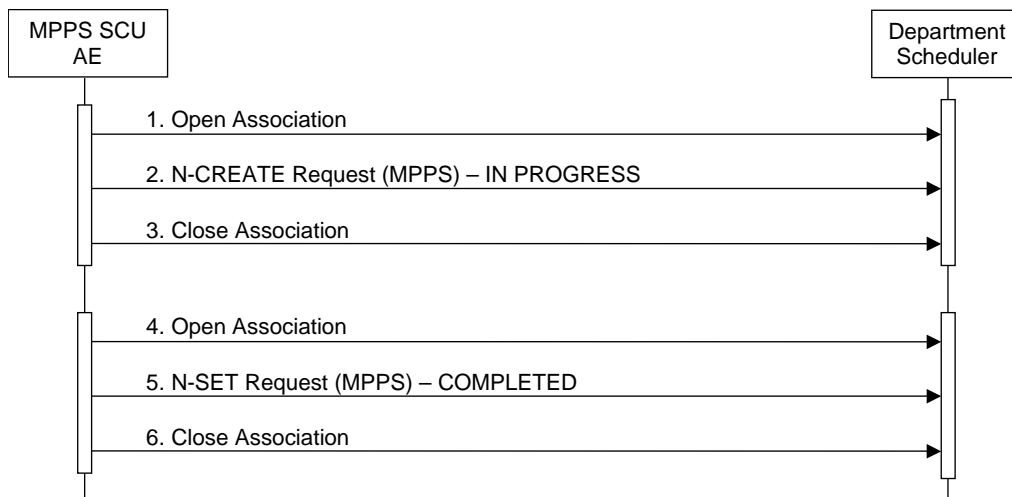 MPPS SCU
AE
Department
Scheduler
1. Open Association
2. N-CREATE Request (MPPS) – IN PROGRESS
3. Close Association
4. Open Association
5. N-SET Request (MPPS) – COMPLETED
6. Close Association